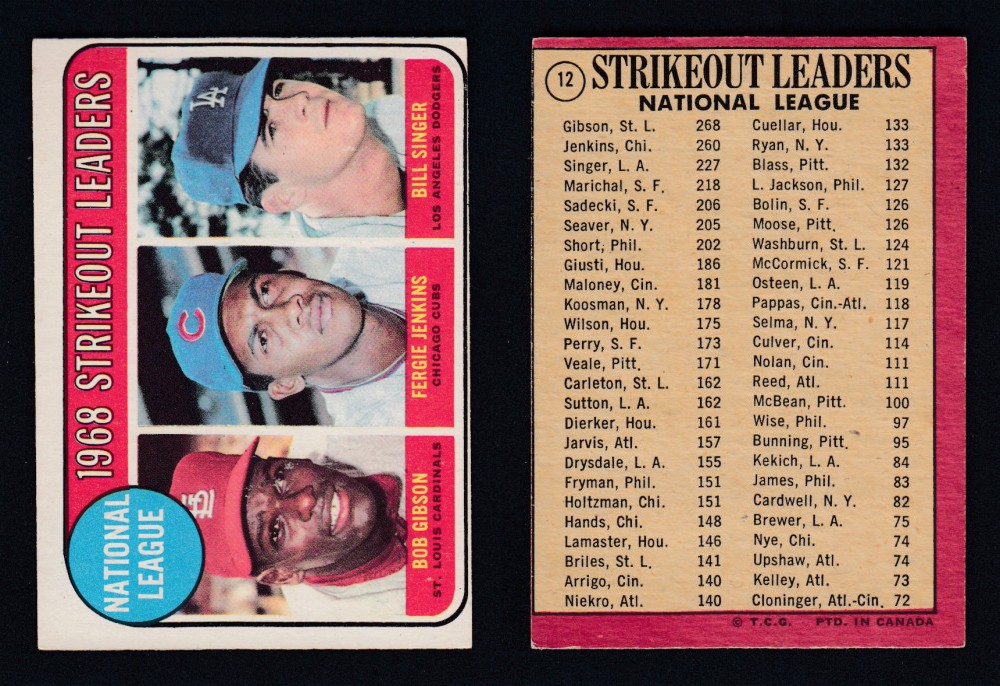 1968 STRIKEOUT LEADERS
NATIONAL
LEAGUE
LA
BILL SINGER
LOS ANGELES DODGERS
C
FERGIE JENKINS
CHICAGO CUBS
STL
BOB GIBSON
ST. LOUIS CARDINALS
12 STRIKEOUT LEADERS
NATIONAL LEAGUE
Gibson, St. L. 268
Jenkins, Chi. 260
Singer, L. A. 227
Marichal, S. F. 218
Sadecki, S. F. 206
Seaver, N. Y. 205
Short, Phil. 202
Giusti, Hou. 186
Maloney, Cin. 181
Koosman, N. Y. 178
Wilson, Hou. 175
Perry, S. F. 173
Veale, Pitt. 171
Carleton, St. L. 162
Sutton, L. A. 162
Dierker, Hou. 161
Jarvis, Atl. 157
Drysdale, L. A. 155
Fryman, Phil. 151
Holtzman, Chi. 151
Hands, Chi. 148
Lamaster, Hou. 146
Briles, St. L. 141
Arrigo, Cin. 140
Niekro, Atl. 140
Cuellar, Hou. 133
Ryan, N. Y. 133
Blass, Pitt. 132
L. Jackson, Phil. 127
Bolin, S. F. 126
Moose, Pitt. 126
Washburn, St. L. 124
McCormick, S. F. 121
Osteen, L. A. 119
Pappas, Cin.-Atl. 118
Selma, N. Y. 117
Culver, Cin. 114
Nolan, Cin. 111
Reed, Atl. 111
McBean, Pitt. 100
Wise, Phil. 97
Bunning, Pitt. 95
Kekich, L. A. 84
James, Phil. 83
Cardwell, N. Y. 82
Brewer, L. A. 75
Nye, Chi. 74
Upshaw, Atl. 74
Kelley, Atl. 73
Cloninger, Atl.-Cin. 72
© T.C.G. PTD. IN CANADA